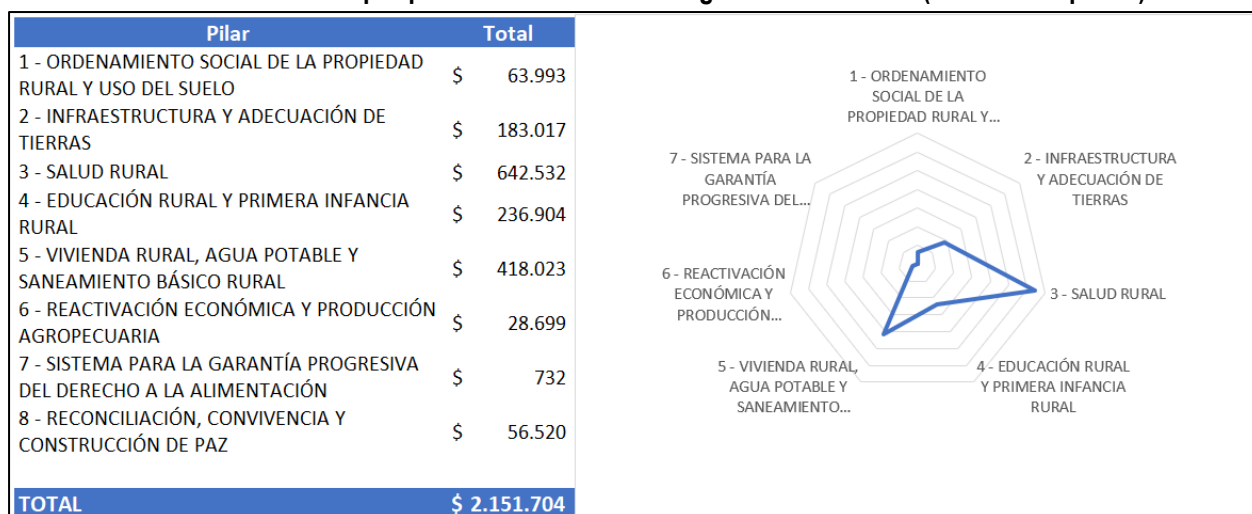 Pilar Total
1 - ORDENAMIENTO SOCIAL DE LA PROPIEDAD
RURAL Y USO DEL SUELO $ 63.993
2 - INFRAESTRUCTURA Y ADECUACIÓN DE
TIERRAS $ 183.017
3 - SALUD RURAL $ 642.532
4 - EDUCACIÓN RURAL Y PRIMERA INFANCIA
RURAL $ 236.904
5 - VIVIENDA RURAL, AGUA POTABLE Y
SANEAMIENTO BÁSICO RURAL $ 418.023
6 - REACTIVACIÓN ECONÓMICA Y PRODUCCIÓN
AGROPECUARIA $ 28.699
7 - SISTEMA PARA LA GARANTÍA PROGRESIVA
DEL DERECHO A LA ALIMENTACIÓN $ 732
8 - RECONCILIACIÓN, CONVIVENCIA Y
CONSTRUCCIÓN DE PAZ $ 56.520
TOTAL $ 2.151.704
1 - ORDENAMIENTO
SOCIAL DE LA
PROPIEDAD RURAL Y...
2 - INFRAESTRUCTURA
Y ADECUACIÓN DE
TIERRAS
3 - SALUD RURAL
4 - EDUCACIÓN RURAL
Y PRIMERA INFANCIA
RURAL
5 - VIVIENDA RURAL,
AGUA POTABLE Y
SANEAMIENTO...
6 - REACTIVACIÓN
ECONÓMICA Y
PRODUCCIÓN...
7 - SISTEMA PARA LA
GARANTÍA
PROGRESIVA DEL...